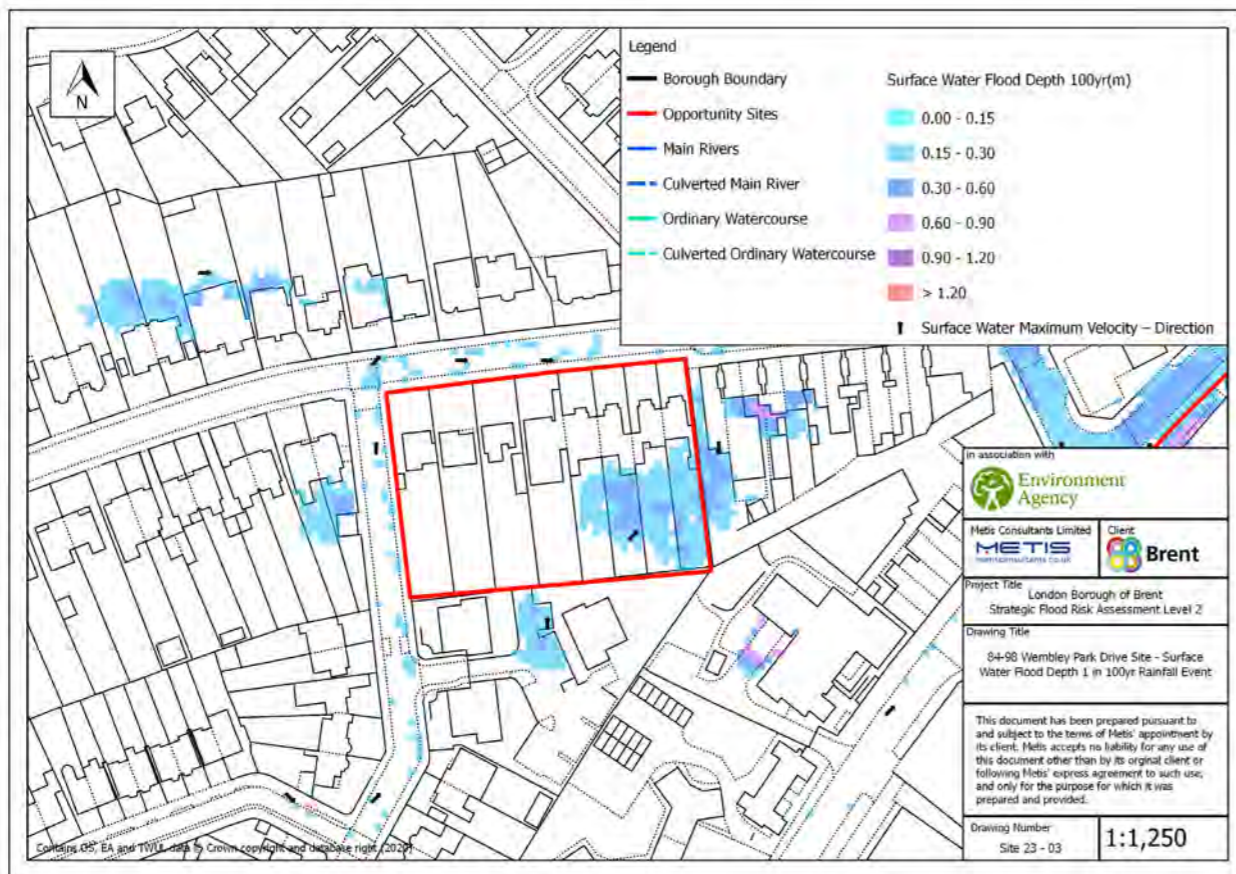 N
Legend
Borough Boundary
Opportunity Sites
Main Rivers
Culverted Main River
Ordinary Watercourse
Culverted Ordinary Watercourse
Surface Water Flood Depth 100yr(m)
0.00 - 0.15
0.15 - 0.30
0.30 - 0.60
0.60 - 0.90
0.90 - 1.20
> 1.20
Surface Water Maximum Velocity – Direction
in association with
Environment
Agency
Metis Consultants Limited
METIS
metisconsultants.co.uk
Client
Brent
Project Title
London Borough of Brent
Strategic Flood Risk Assessment Level 2
Drawing Title
84-98 Wembley Park Drive Site - Surface
Water Flood Depth 1 in 100yr Rainfall Event
This document has been prepared pursuant to
and subject to the terms of Metis' appointment by
its client. Metis accepts no liability for any use of
this document other than by its orginal client or
following Metis' express agreement to such use,
and only for the purpose for which it was
prepared and provided.
Drawing Number
Site 23 - 03
1:1,250
Contains OS, EA and TWUL data © Crown copyright and database right (2020)